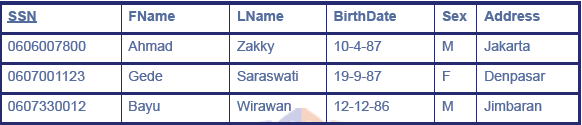 SSN FName LName BirthDate Sex Address
0606007800 Ahmad Zakky 10-4-87 M Jakarta
0607001123 Gede Saraswati 19-9-87 F Denpasar
0607330012 Bayu Wirawan 12-12-86 M Jimbaran